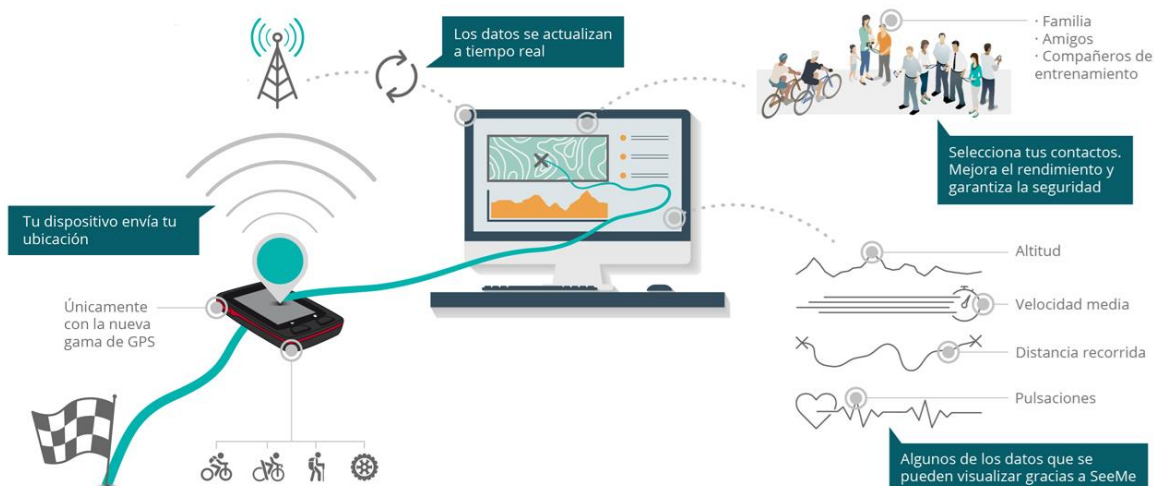 Los datos se actualizan
a tiempo real
· Familia
· Amigos
· Compañeros de
entrenamiento
Selecciona tus contactos.
Mejora el rendimiento y
garantiza la seguridad
Tu dispositivo envía tu
ubicación
Únicamente
con la nueva
gama de GPS
Altitud
Velocidad media
Distancia recorrida
Pulsaciones
Algunos de los datos que se
pueden visualizar gracias a SeeMe